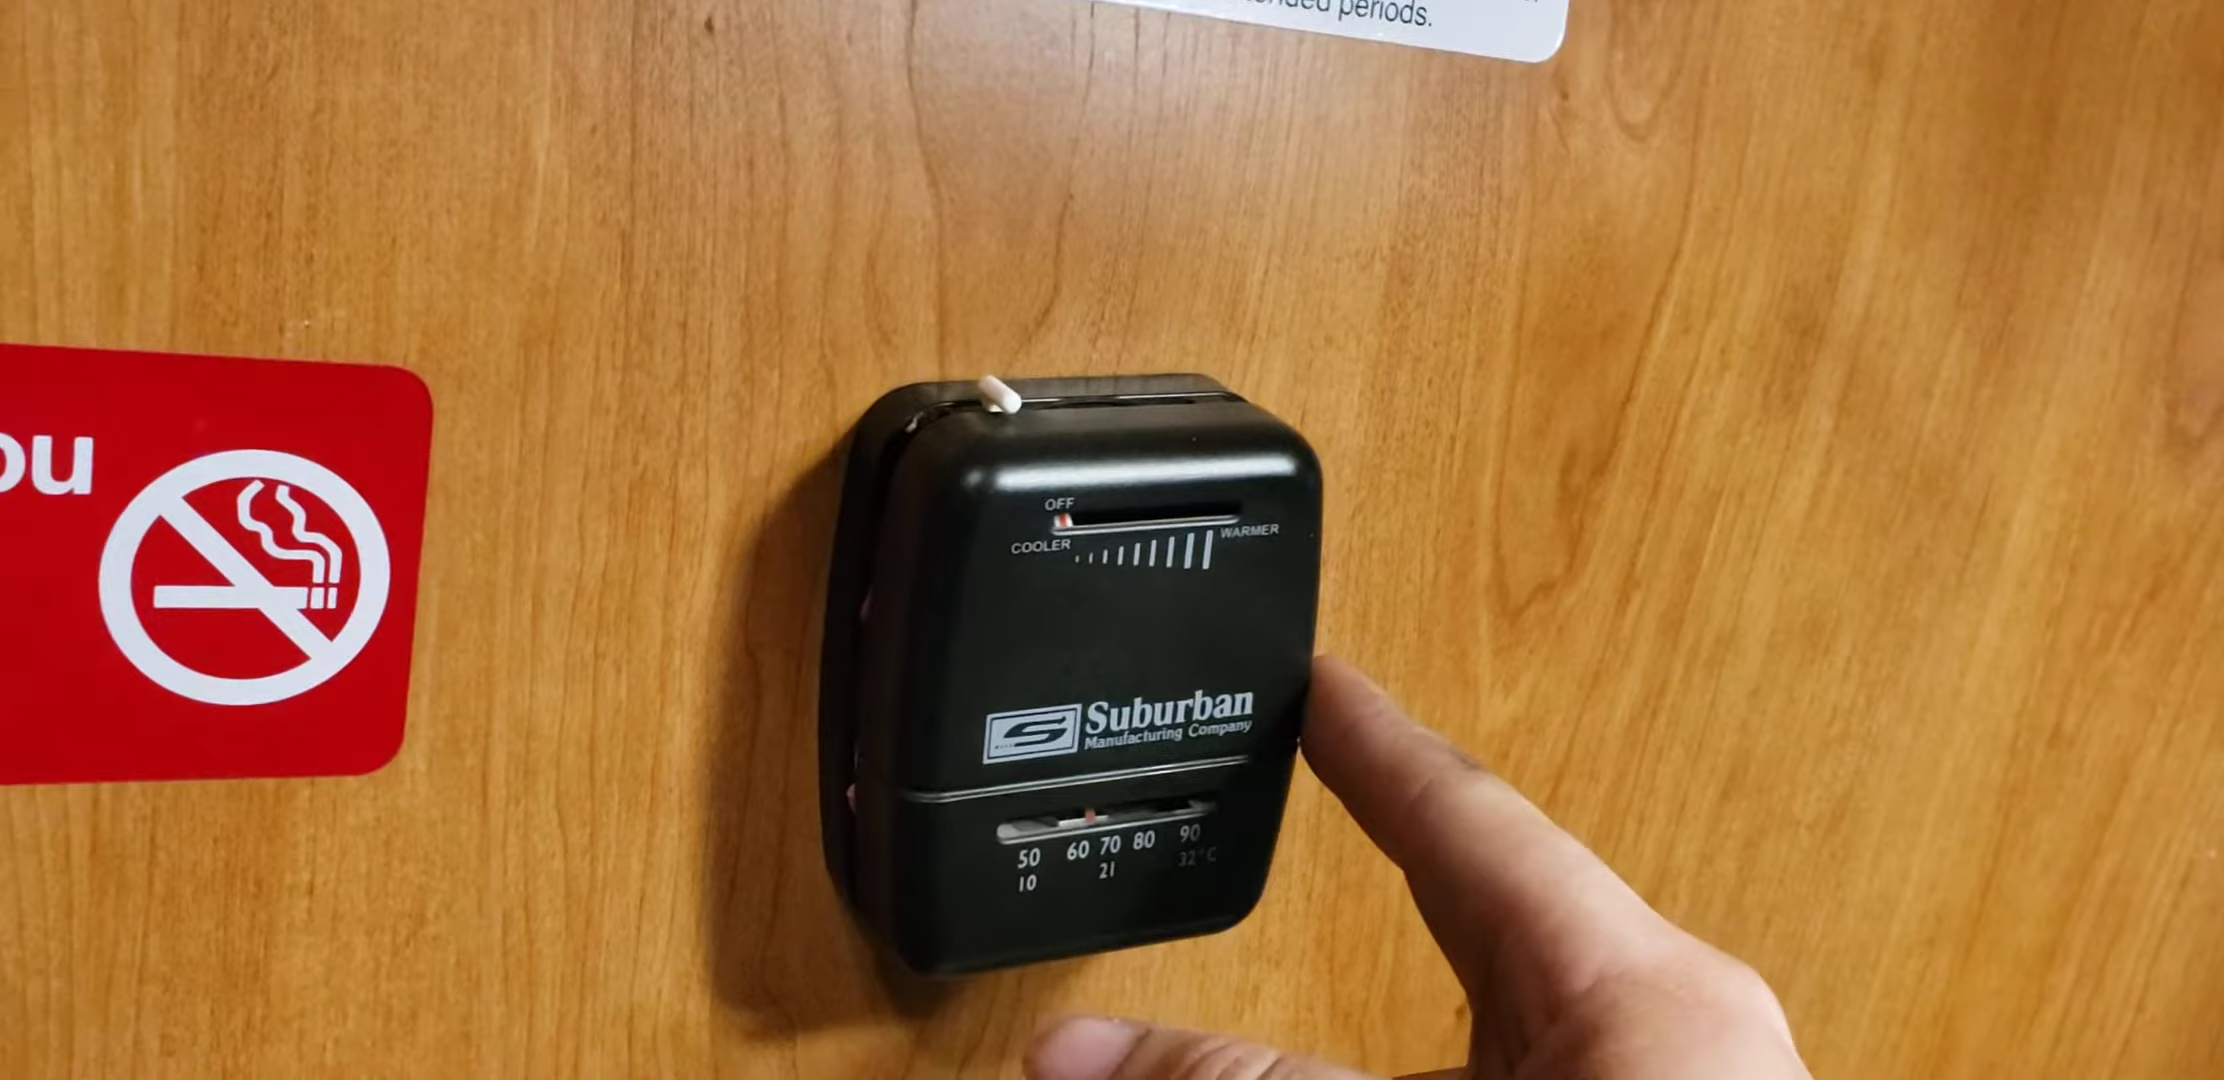 periods.
ou
OFF
COOLER
WARMER
Suburban
Manufacturing Company
50 60 70 80 90
10 21 32°C